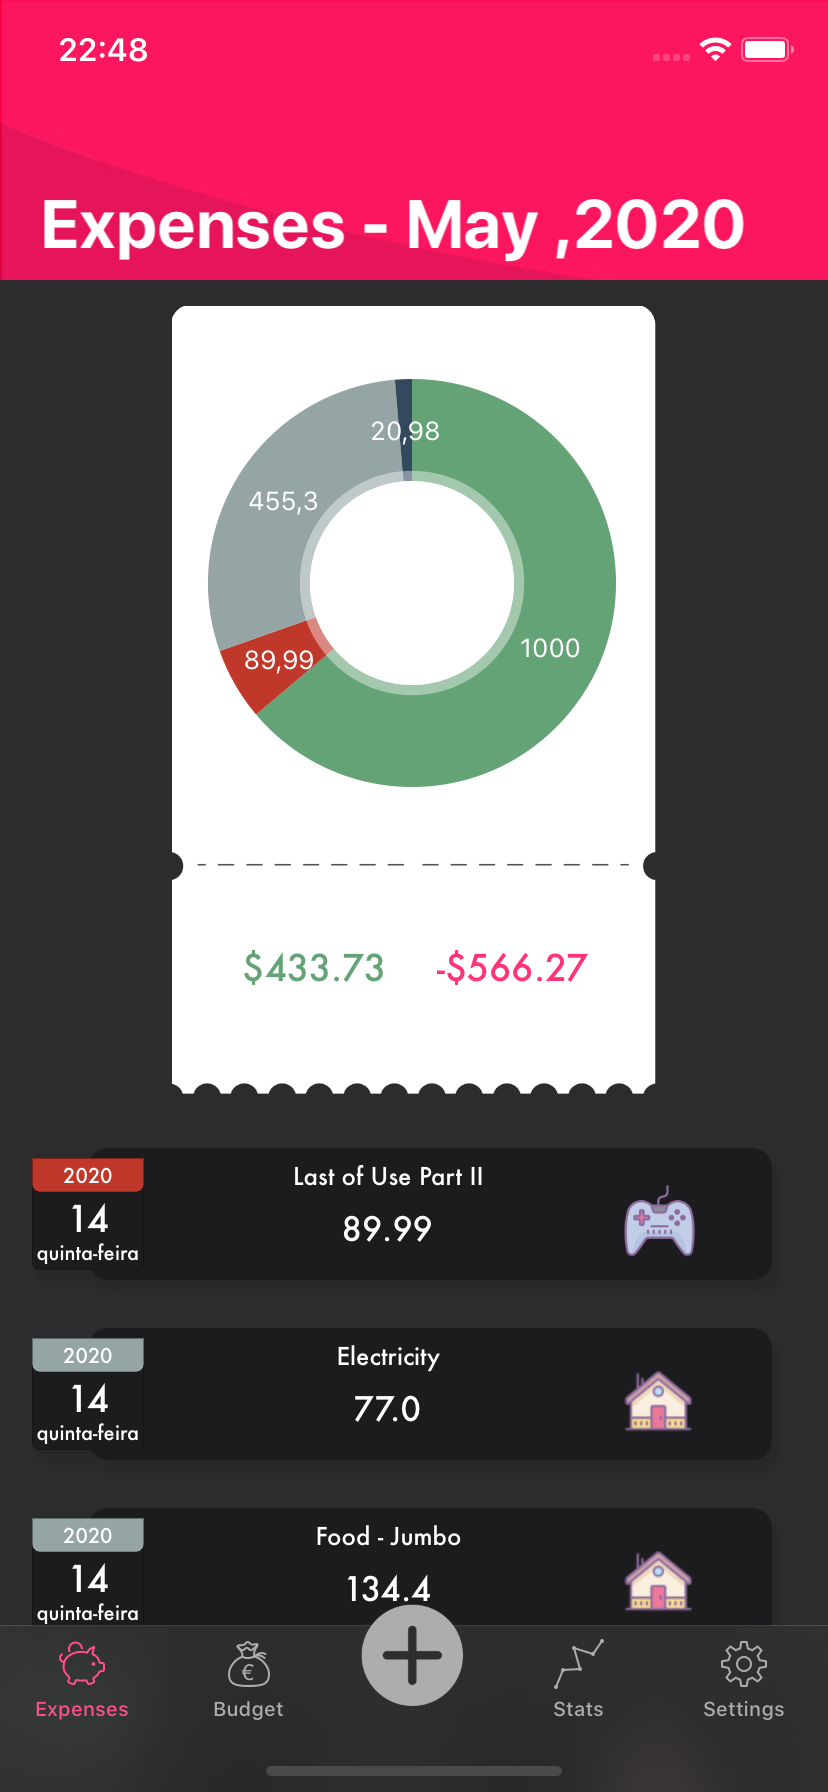 22:48
Expenses - May ,2020
20,98
455,3
1000
89,99
$433.73 -$566.27
2020
14
quinta-feira
Last of Use Part II
89.99
2020
14
quinta-feira
Electricity
77.0
2020
14
quinta-feira
Food - Jumbo
134.4
€
Expenses Budget Stats Settings